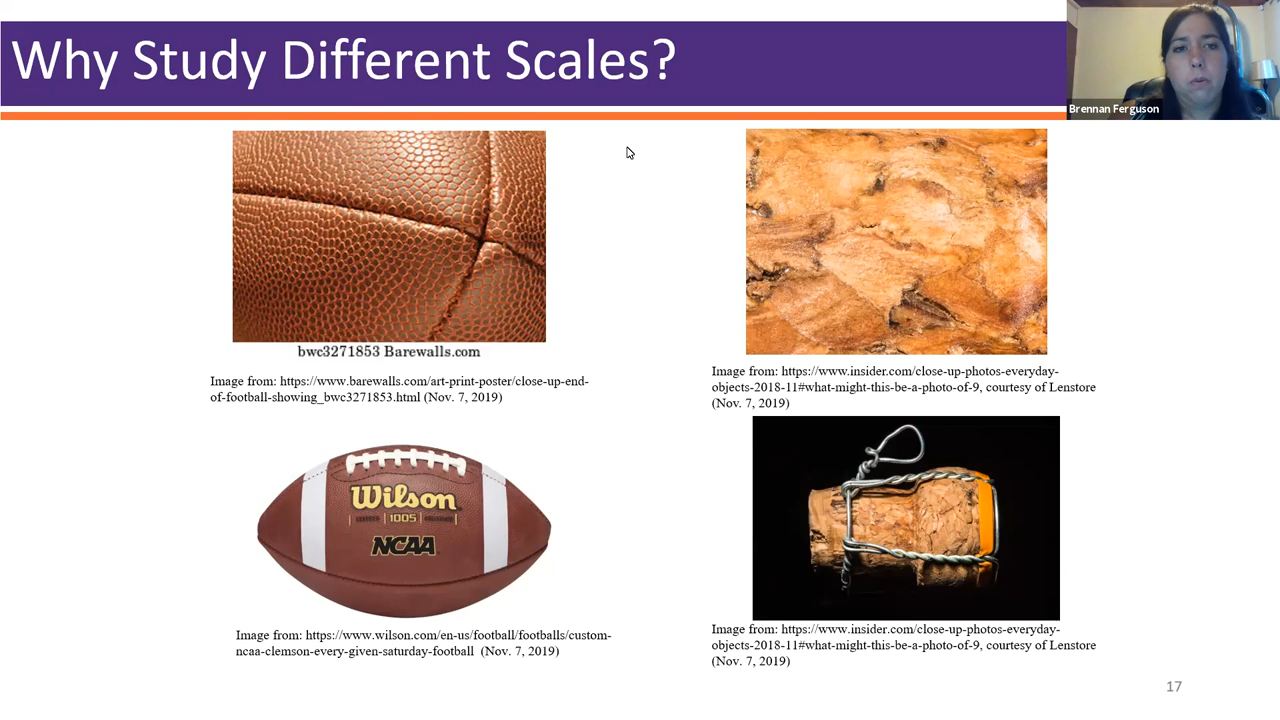 Why Study Different Scales?
Brennan Ferguson
bwc3271853 Barewalls.com
Image from: https://www.barewalls.com/art-print-poster/close-up-end-
of-football-showing_bwc3271853.html (Nov. 7, 2019)
Image from: https://www.insider.com/close-up-photos-everyday-
objects-2018-11#what-might-this-be-a-photo-of-9, courtesy of Lenstore
(Nov. 7, 2019)
Wilson
1005
NCAA
Image from: https://www.wilson.com/en-us/football/footballs/custom-
ncaa-clemson-every-given-saturday-football (Nov. 7, 2019)
Image from: https://www.insider.com/close-up-photos-everyday-
objects-2018-11#what-might-this-be-a-photo-of-9, courtesy of Lenstore
(Nov. 7, 2019)
17